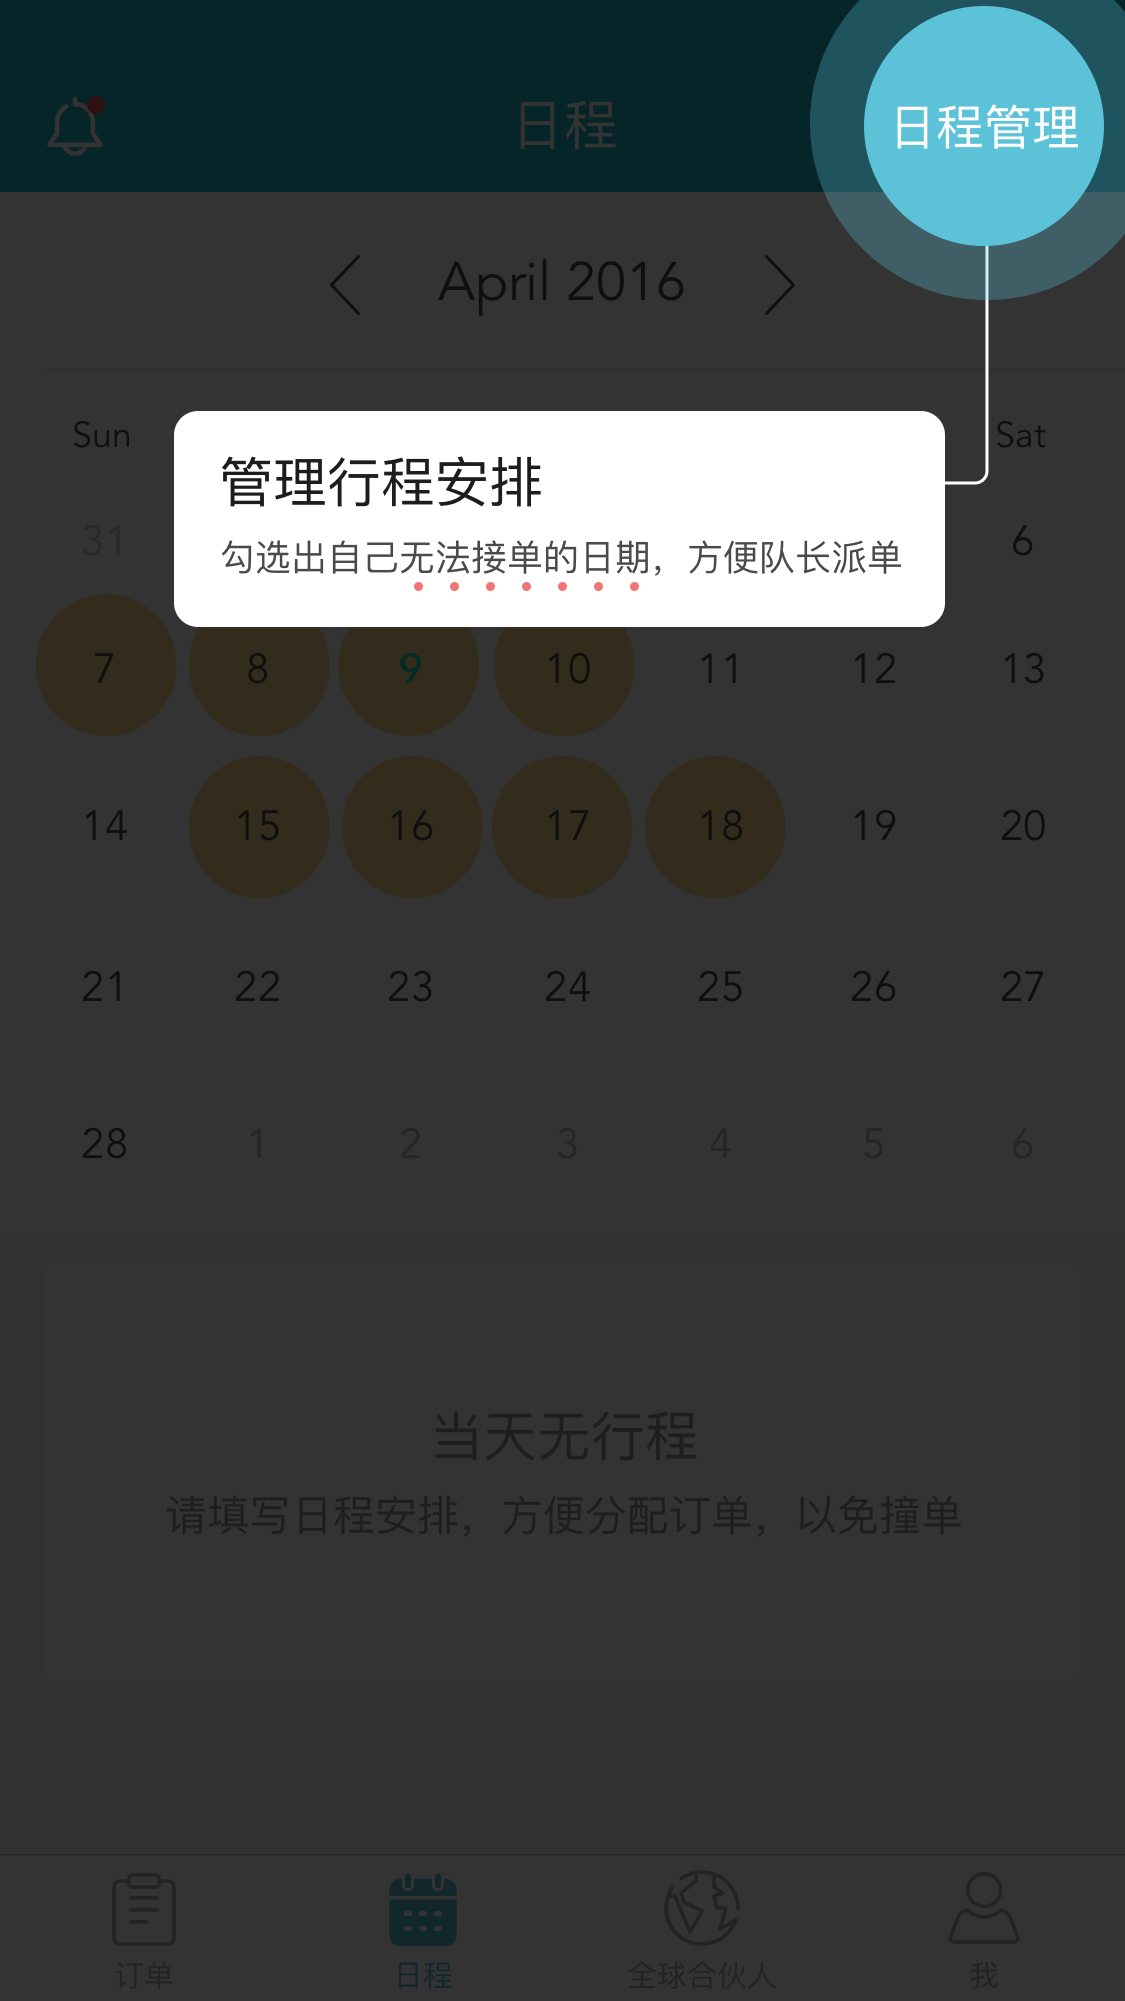 日程
日程管理
April 2016
Sun Sat
管理行程安排
勾选出自己无法接单的日期，方便队长派单
31 6
7 8 9 10 11 12 13
14 15 16 17 18 19 20
21 22 23 24 25 26 27
28 1 2 3 4 5 6
当天无行程
请填写日程安排，方便分配订单，以免撞单
订单 日程 全球合伙人 我